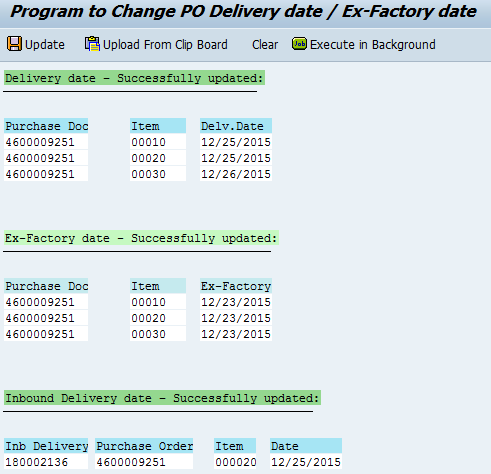 Program to Change PO Delivery date / Ex-Factory date
Update Upload From Clip Board Clear Job Execute in Background
Delivery date - Successfully updated:
Purchase Doc Item Delv.Date
4600009251 00010 12/25/2015
4600009251 00020 12/25/2015
4600009251 00030 12/26/2015
Ex-Factory date - Successfully updated:
Purchase Doc Item Ex-Factory
4600009251 00010 12/23/2015
4600009251 00020 12/23/2015
4600009251 00030 12/23/2015
Inbound Delivery date - Successfully updated:
Inb Delivery Purchase Order Item Date
180002136 4600009251 000020 12/25/2015